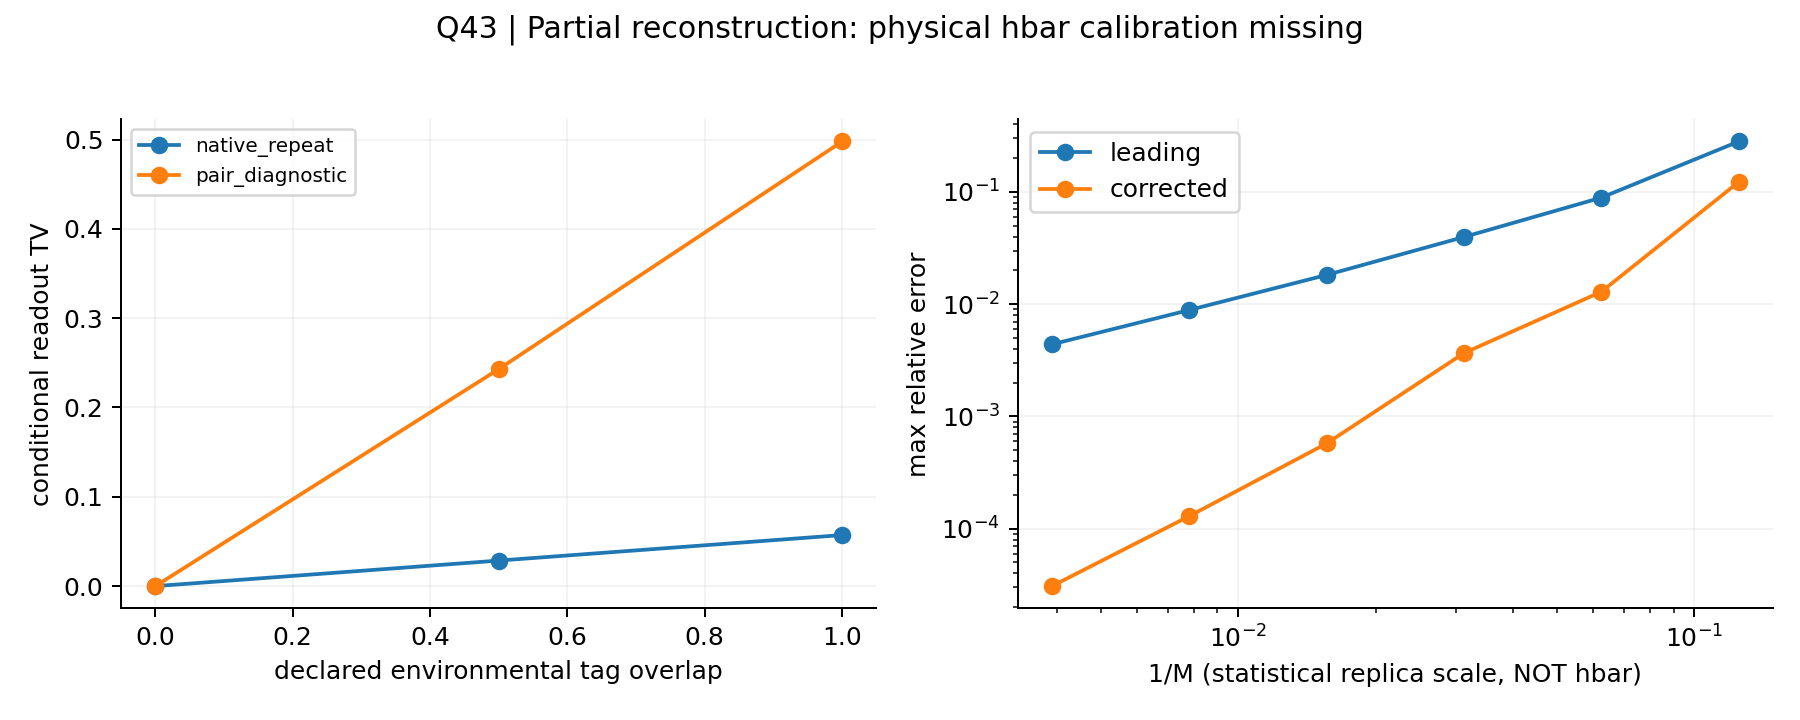 Q43 | Partial reconstruction: physical hbar calibration missing
native_repeat
pair_diagnostic
conditional readout TV
0.5
0.4
0.3
0.2
0.1
0.0
0.0 0.2 0.4 0.6 0.8 1.0
declared environmental tag overlap
leading
corrected
max relative error
10⁻¹
10⁻²
10⁻³
10⁻⁴
10⁻² 10⁻¹
1/M (statistical replica scale, NOT hbar)